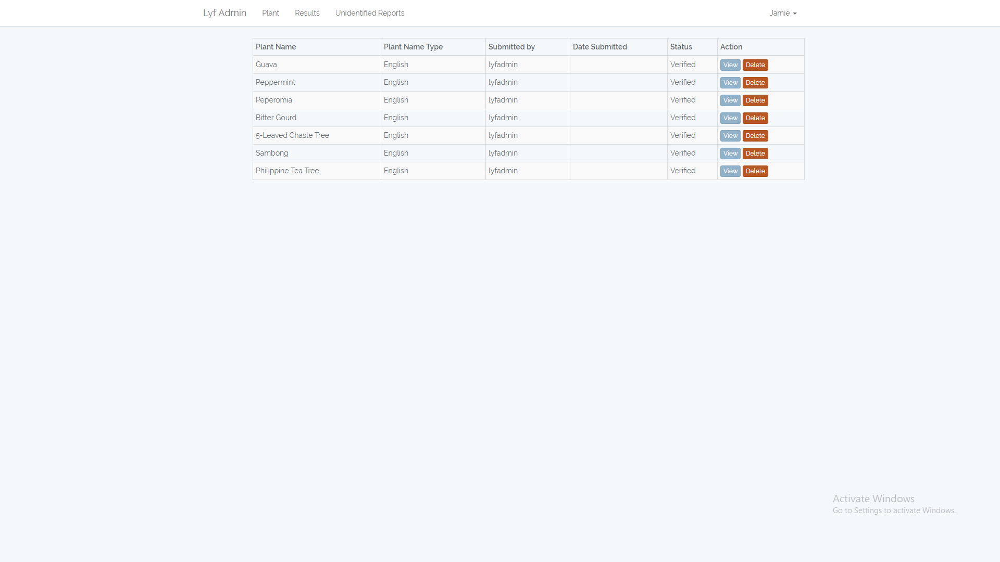 Lyf Admin Plant Results Unidentified Reports Jamie
Plant Name Plant Name Type Submitted by Date Submitted Status Action
Guava English lyfadmin Verified View Delete
Peppermint English lyfadmin Verified View Delete
Peperomia English lyfadmin Verified View Delete
Bitter Gourd English lyfadmin Verified View Delete
5-Leaved Chaste Tree English lyfadmin Verified View Delete
Sambong English lyfadmin Verified View Delete
Philippine Tea Tree English lyfadmin Verified View Delete
Activate Windows
Go to Settings to activate Windows.